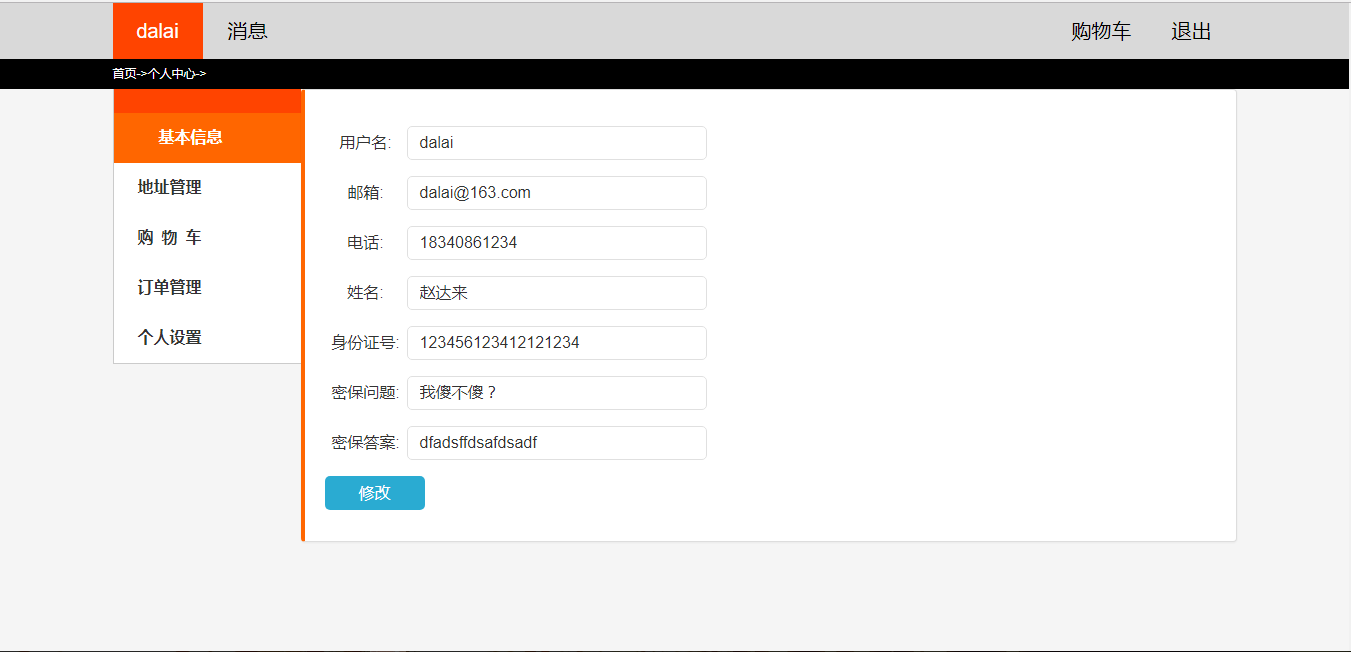 dalai 消息 购物车 退出
首页->个人中心->
基本信息
地址管理
购 物 车
订单管理
个人设置
用户名: dalai
邮箱: dalai@163.com
电话: 18340861234
姓名: 赵达来
身份证号: 123456123412121234
密保问题: 我傻不傻？
密保答案: dfadsffdsafdsadf
修改